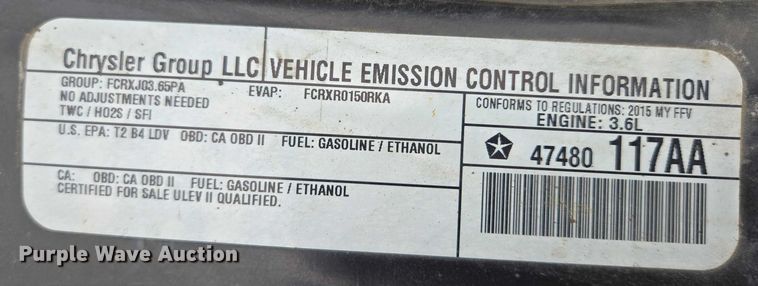 Chrysler Group LLC VEHICLE EMISSION CONTROL INFORMATION
GROUP: FCRXJ03.65PA EVAP: FCRXR0150RKA
NO ADJUSTMENTS NEEDED
TWC / HO2S / SFI
CONFORMS TO REGULATIONS: 2015 MY FFV
ENGINE: 3.6L
U.S. EPA: T2 B4 LDV OBD: CA OBD II FUEL: GASOLINE / ETHANOL
47480 117AA
CA: OBD: CA OBD II FUEL: GASOLINE / ETHANOL
CERTIFIED FOR SALE ULEV II QUALIFIED.
Purple Wave Auction